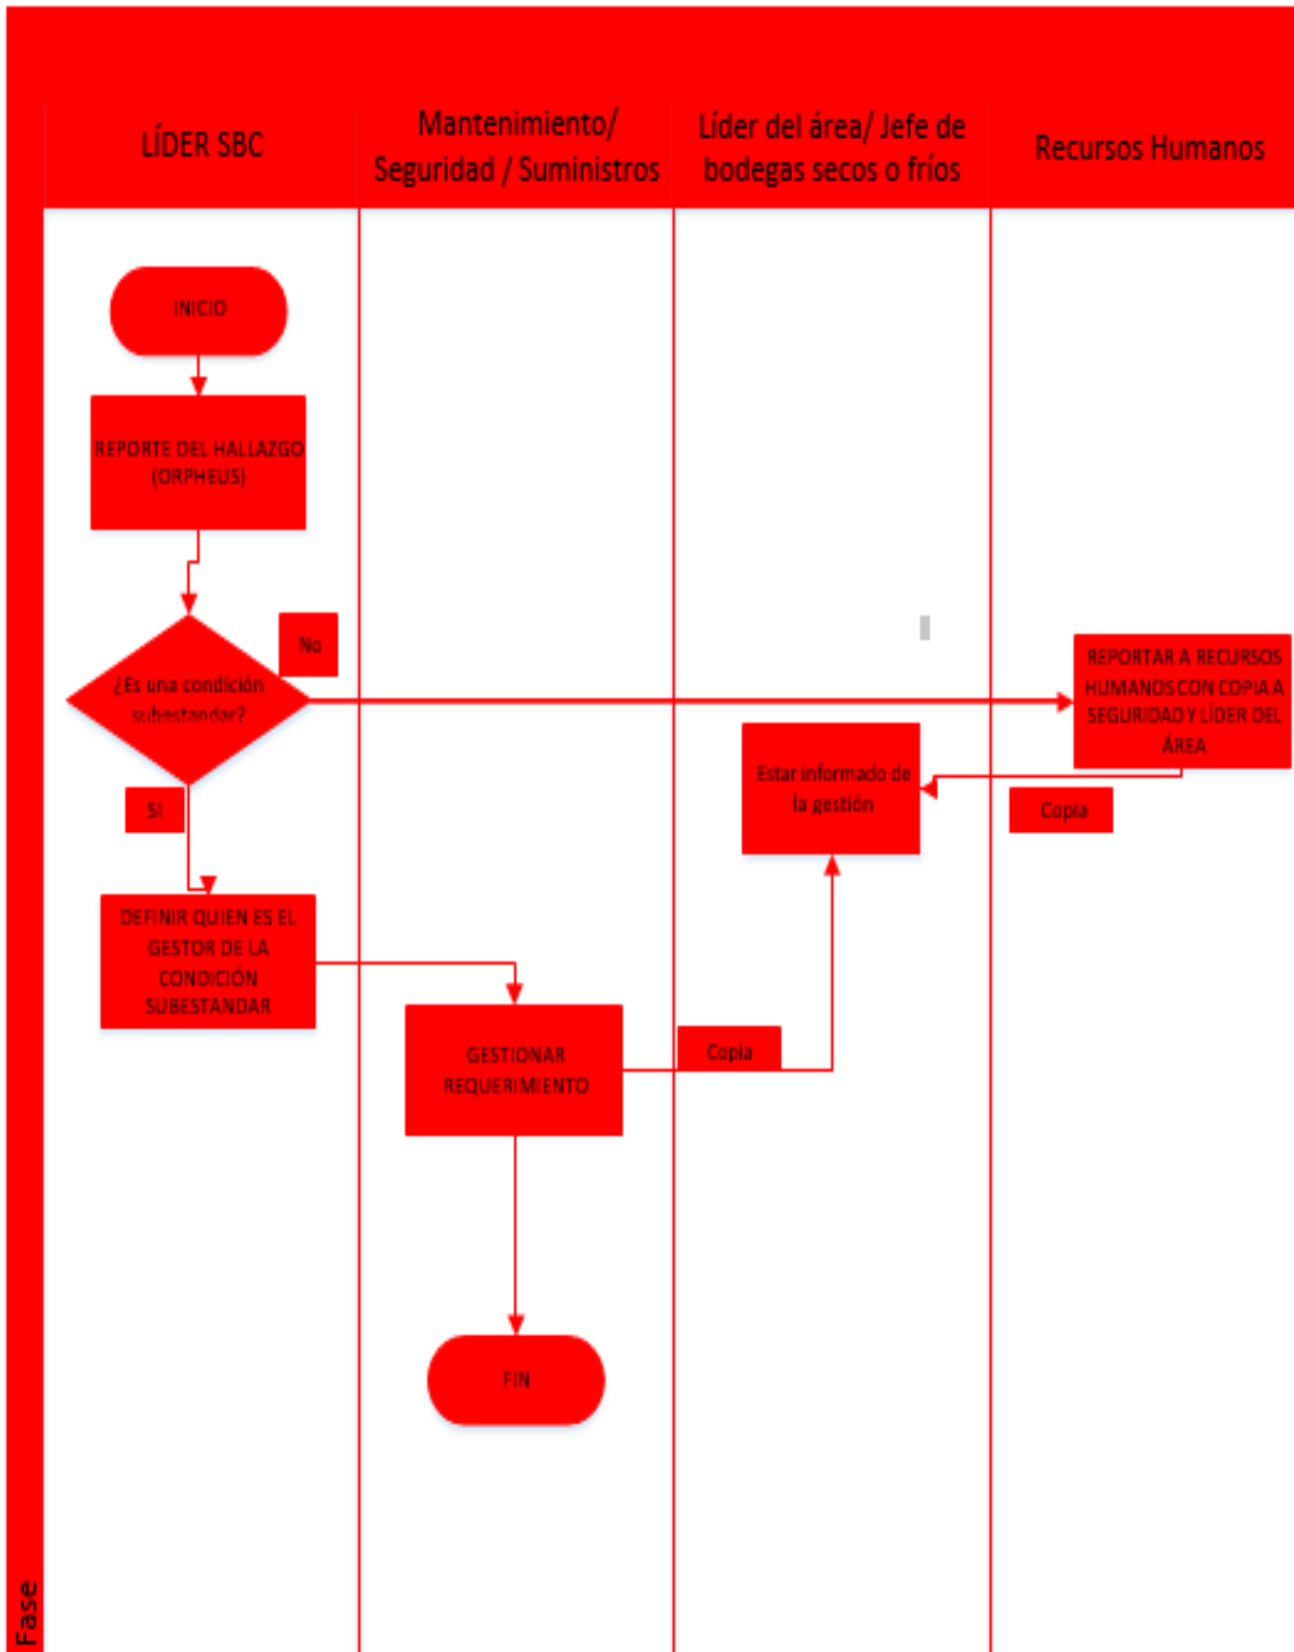 LÍDER SBC
Mantenimiento/
Seguridad / Suministros
Líder del área/ Jefe de
bodegas secos o fríos
Recursos Humanos
INICIO
REPORTE DEL HALLAZGO
(ORPHEUS)
No
¿Es una condición
subestandar?
REPORTAR A RECURSOS
HUMANOS CON COPIA A
SEGURIDAD Y LÍDER DEL
ÁREA
Estar informado de
la gestión
Copia
SI
DEFINIR QUIEN ES EL
GESTOR DE LA
CONDICIÓN
SUBESTANDAR
GESTIONAR
REQUERIMIENTO
Copia
FIN
Fase